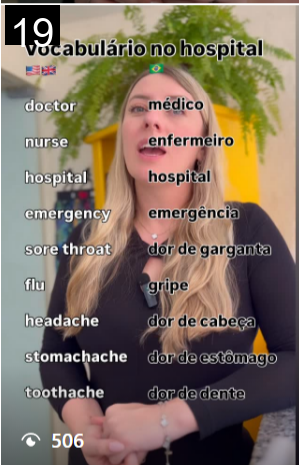 19
Vocabulário no hospital
doctor médico
nurse enfermeiro
hospital hospital
emergency emergência
sore throat dor de garganta
flu gripe
headache dor de cabeça
stomachache dor de estômago
toothache dor de dente
506